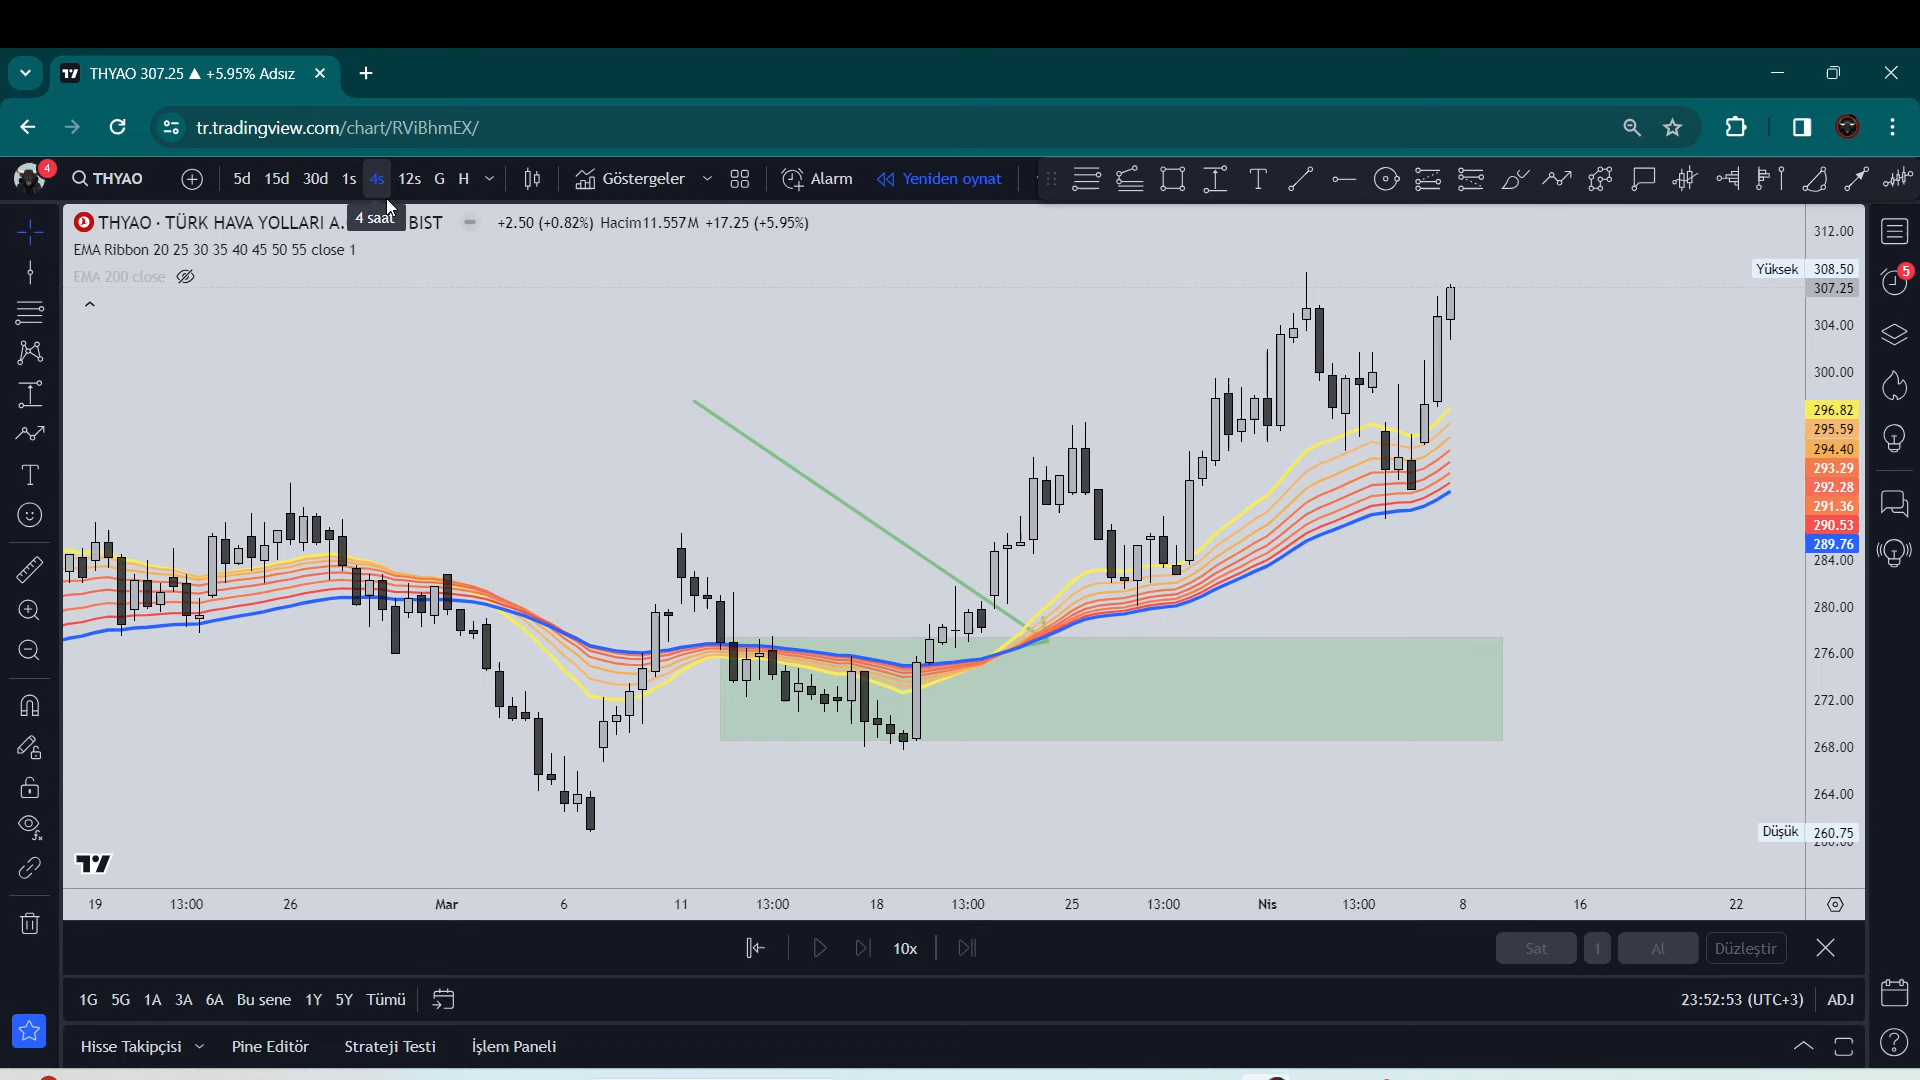 THYAO 307.25 ▲ +5.95% Adsız
tr.tradingview.com/chart/RViBhmEX/
4
THYAO
5d 15d 30d 1s 4s 12s G H
Göstergeler
Alarm
Yeniden oynat
4 saat
THYAO · TÜRK HAVA YOLLARI A. BIST
+2.50 (+0.82%) Hacim 11.557M +17.25 (+5.95%)
EMA Ribbon 20 25 30 35 40 45 50 55 close 1
EMA 200 close
312.00
Yüksek 308.50
307.25
304.00
300.00
296.82
295.59
294.40
293.29
292.28
291.36
290.53
289.76
284.00
280.00
276.00
272.00
268.00
264.00
Düşük 260.75
5
19 13:00 26 Mar 6 11 13:00 18 13:00 25 13:00 Nis 13:00 8 16 22
10x
Sat 1 Al Düzleştir
1G 5G 1A 3A 6A Bu sene 1Y 5Y Tümü
23:52:53 (UTC+3) ADJ
Hisse Takipçisi Pine Editör Strateji Testi İşlem Paneli